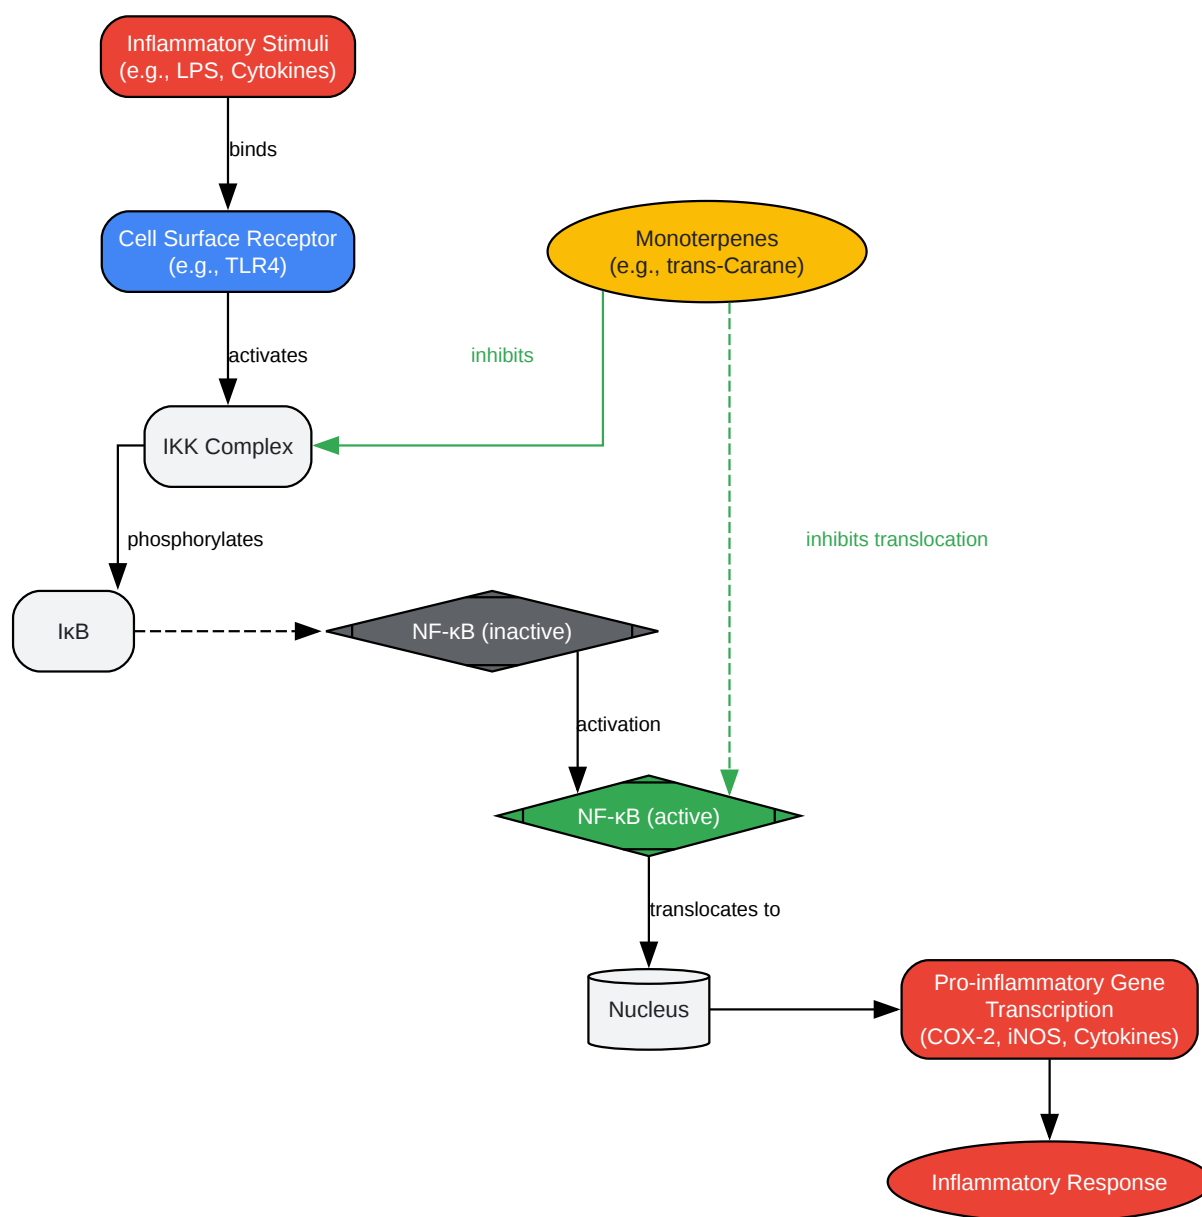 Inflammatory Stimuli
(e.g., LPS, Cytokines)
binds
Cell Surface Receptor
(e.g., TLR4)
Monoterpenes
(e.g., trans-Carane)
activates
inhibits
IKK Complex
phosphorylates
inhibits translocation
IκB
NF-κB (inactive)
activation
NF-κB (active)
translocates to
Nucleus
Pro-inflammatory Gene
Transcription
(COX-2, iNOS, Cytokines)
Inflammatory Response